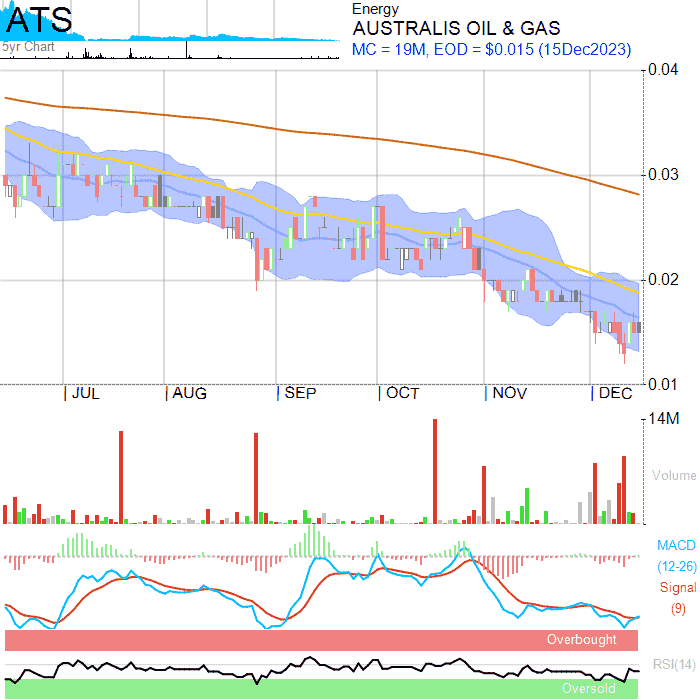 ATS
5yr Chart
Energy
AUSTRALIS OIL & GAS
MC = 19M, EOD = $0.015 (15Dec2023)
0.04
0.03
0.02
0.01
JUL AUG SEP OCT NOV DEC
14M
Volume
MACD
(12-26)
Signal
(9)
Overbought
RSI(14)
Oversold